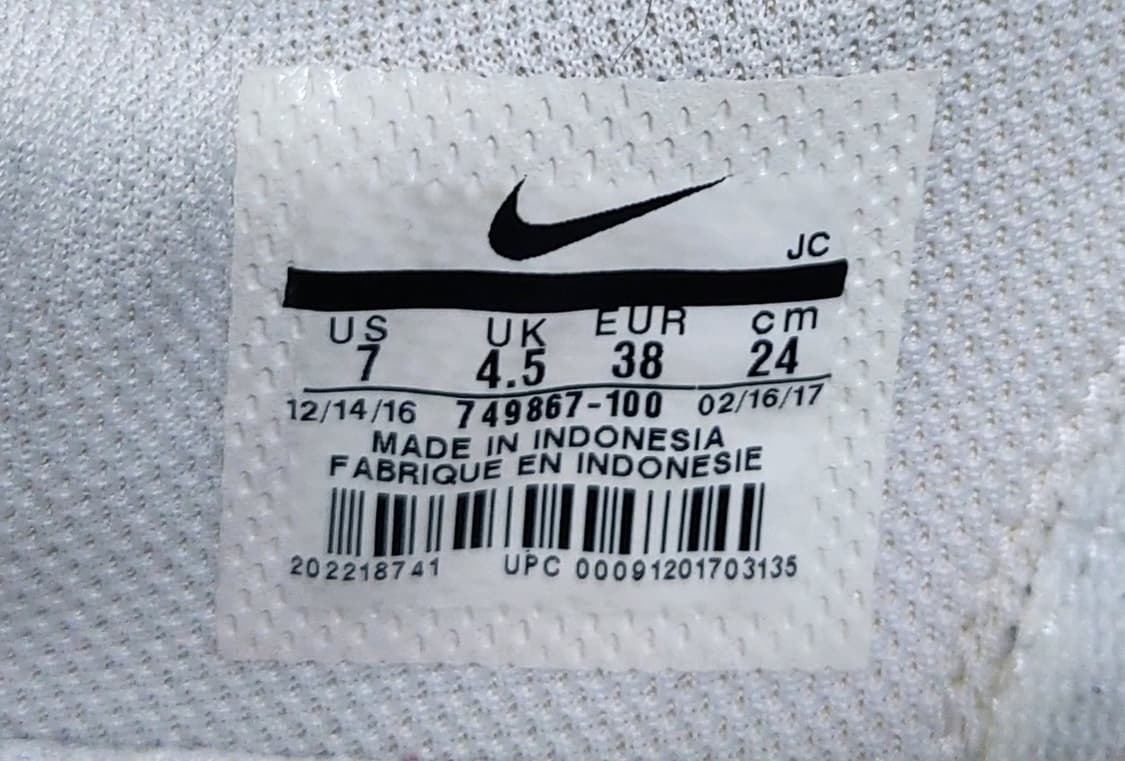 JC
US UK EUR cm
7 4.5 38 24
12/14/16 749867-100 02/16/17
MADE IN INDONESIA
FABRIQUE EN INDONESIE
202218741 UPC 00091201703135